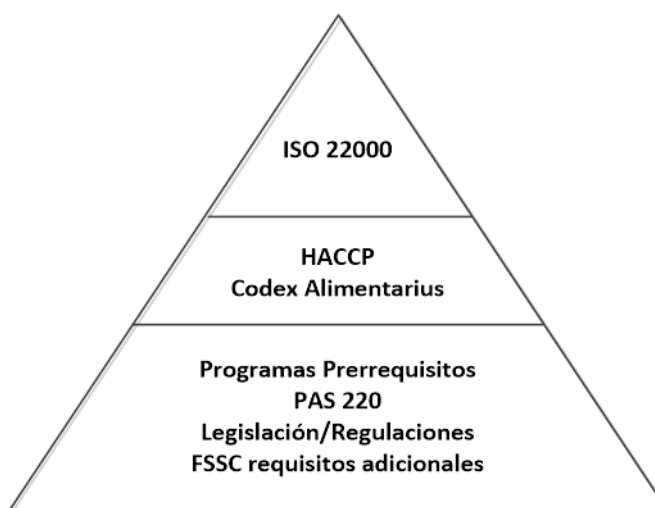 ISO 22000
HACCP
Codex Alimentarius
Programas Prerrequisitos
PAS 220
Legislación/Regulaciones
FSSC requisitos adicionales